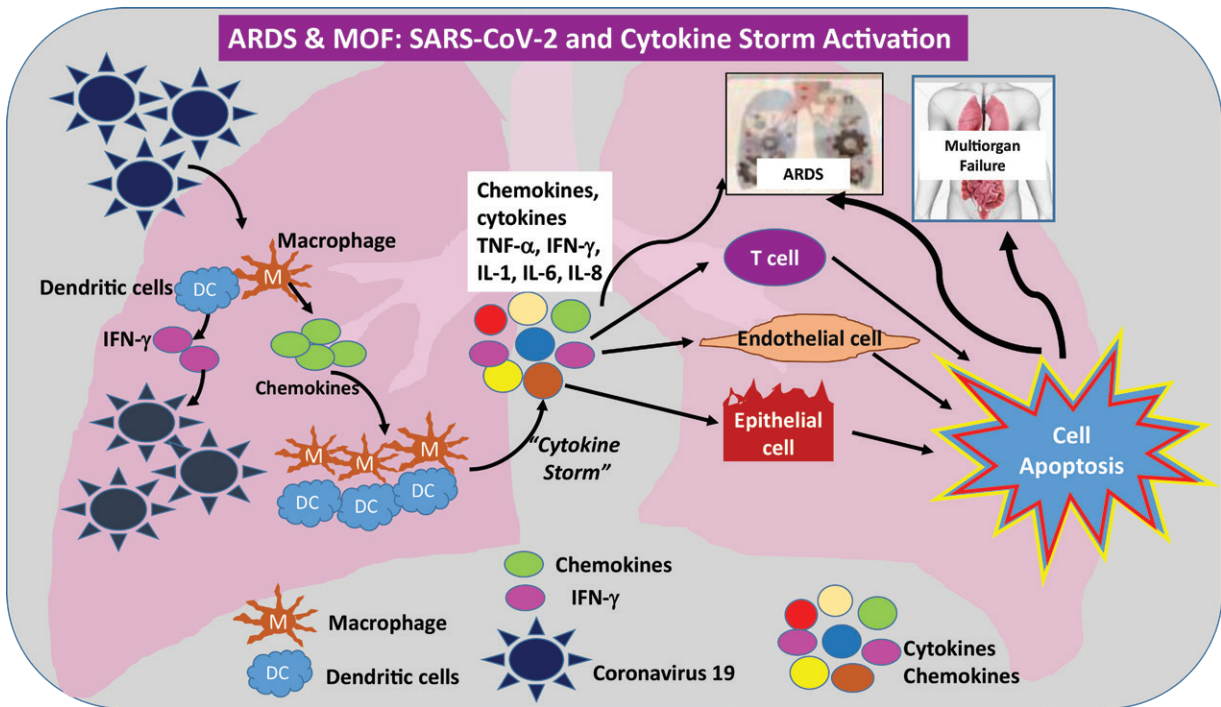 ARDS & MOF: SARS-CoV-2 and Cytokine Storm Activation
ARDS
Multiorgan
Failure
Chemokines,
cytokines
TNF-α, IFN-γ,
IL-1, IL-6, IL-8
Macrophage
M
Dendritic cells
DC
IFN-γ
Chemokines
T cell
Endothelial cell
Epithelial
cell
Cell
Apoptosis
M
M
M
DC
DC
DC
"Cytokine
Storm"
Chemokines
IFN-γ
M
Macrophage
DC
Dendritic cells
Coronavirus 19
Cytokines
Chemokines